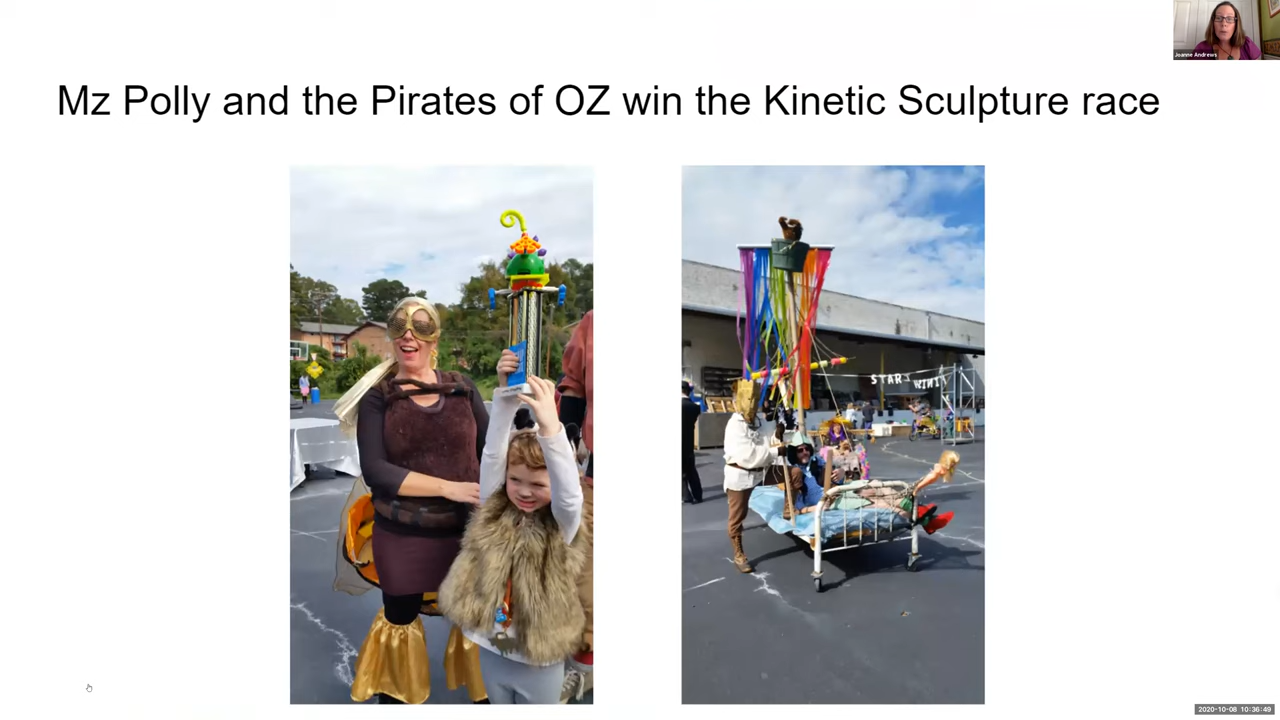 Joanne Andrews
Mz Polly and the Pirates of OZ win the Kinetic Sculpture race
START
2020-10-08 10:36:49